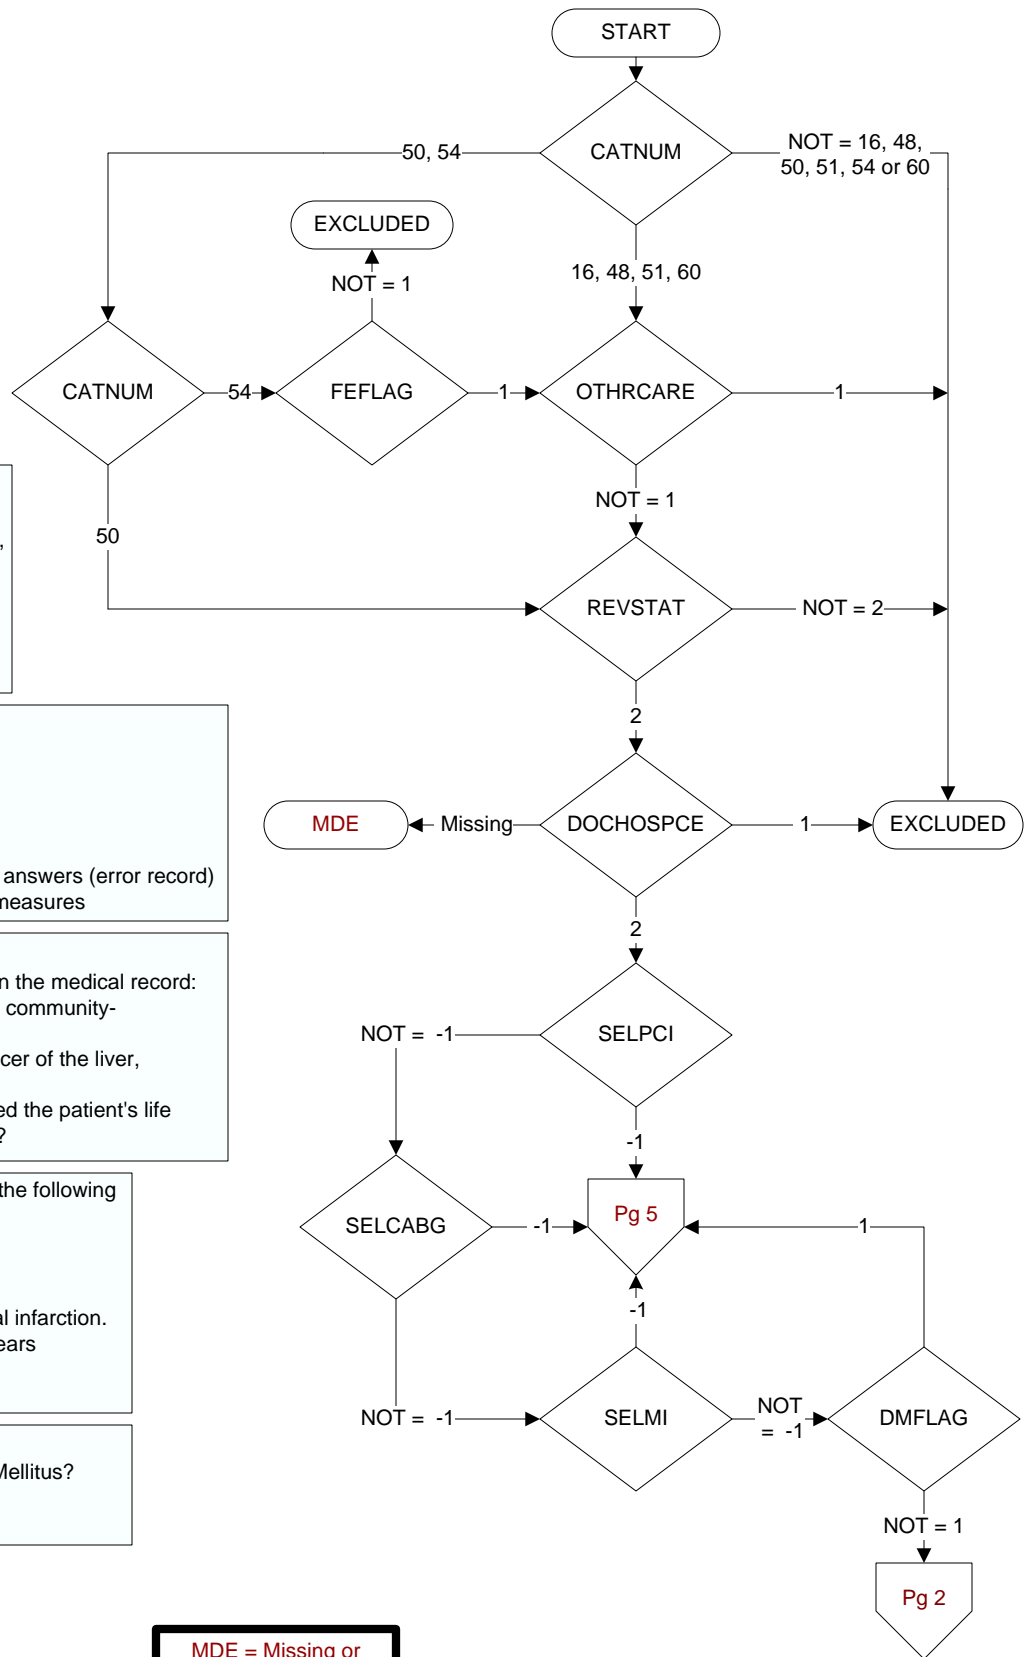 START
CATNUM
50, 54
NOT = 16, 48,
50, 51, 54 or 60
EXCLUDED
NOT = 1
16, 48, 51, 60
CATNUM
54
FEFLAG
1
OTHRCARE
1
NOT = 1
50
,
REVSTAT
NOT = 2
2
MDE
Missing
DOCHOSPCE
1
EXCLUDED
answers (error record)
measures
2
n the medical record:
community-
cer of the liver,
ed the patient's life
?
NOT = -1
SELPCI
-1
the following
SELCABG
-1
Pg 5
1
al infarction.
ears
-1
NOT = -1
SELMI
NOT
= -1
DMFLAG
Mellitus?
NOT = 1
Pg 2
MDE = Missing or